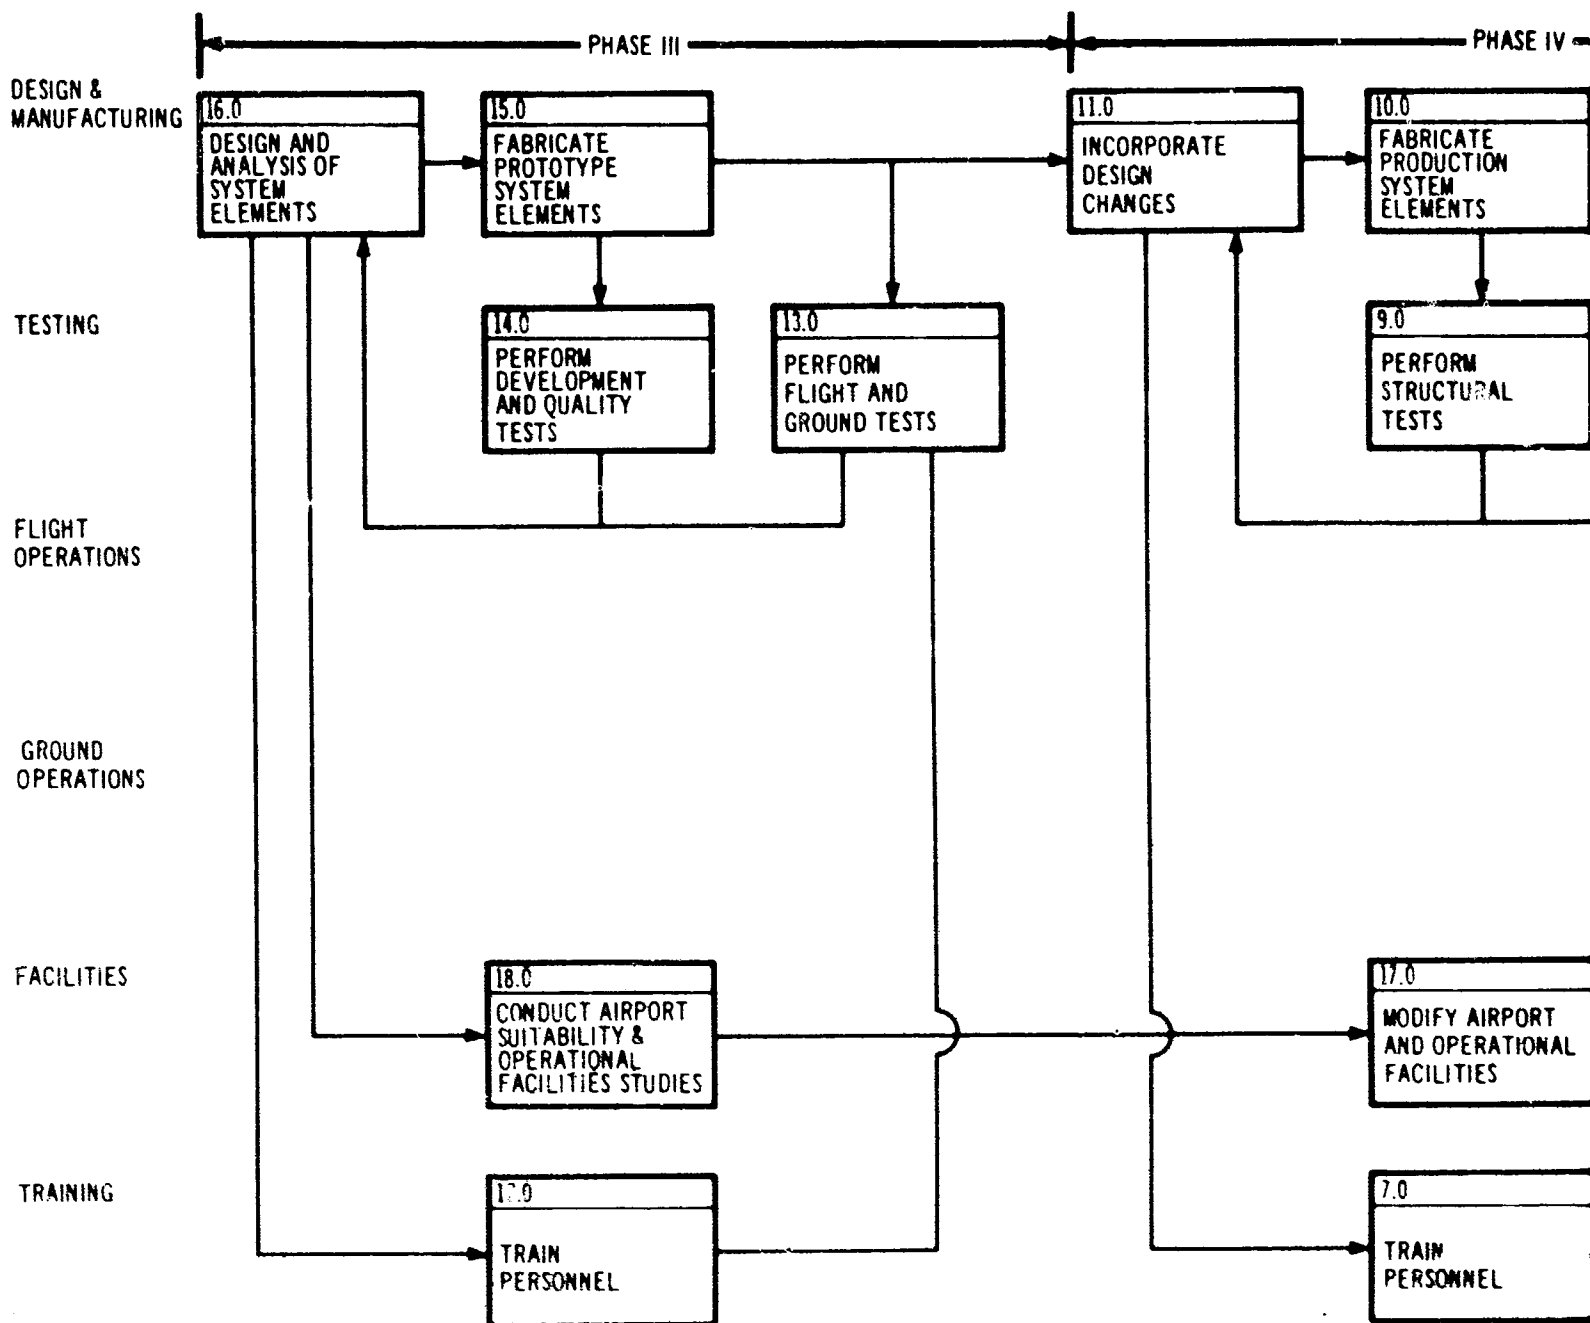 PHASE III
PHASE IV
DESIGN &
MANUFACTURING
16.0
DESIGN AND
ANALYSIS OF
SYSTEM
ELEMENTS
15.0
FABRICATE
PROTOTYPE
SYSTEM
ELEMENTS
11.0
INCORPORATE
DESIGN
CHANGES
10.0
FABRICATE
PRODUCTION
SYSTEM
ELEMENTS
TESTING
14.0
PERFORM
DEVELOPMENT
AND QUALITY
TESTS
13.0
PERFORM
FLIGHT AND
GROUND TESTS
9.0
PERFORM
STRUCTURAL
TESTS
FLIGHT
OPERATIONS
GROUND
OPERATIONS
FACILITIES
18.0
CONDUCT AIRPORT
SUITABILITY &
OPERATIONAL
FACILITIES STUDIES
17.0
MODIFY AIRPORT
AND OPERATIONAL
FACILITIES
TRAINING
TRAIN
PERSONNEL
7.0
TRAIN
PERSONNEL